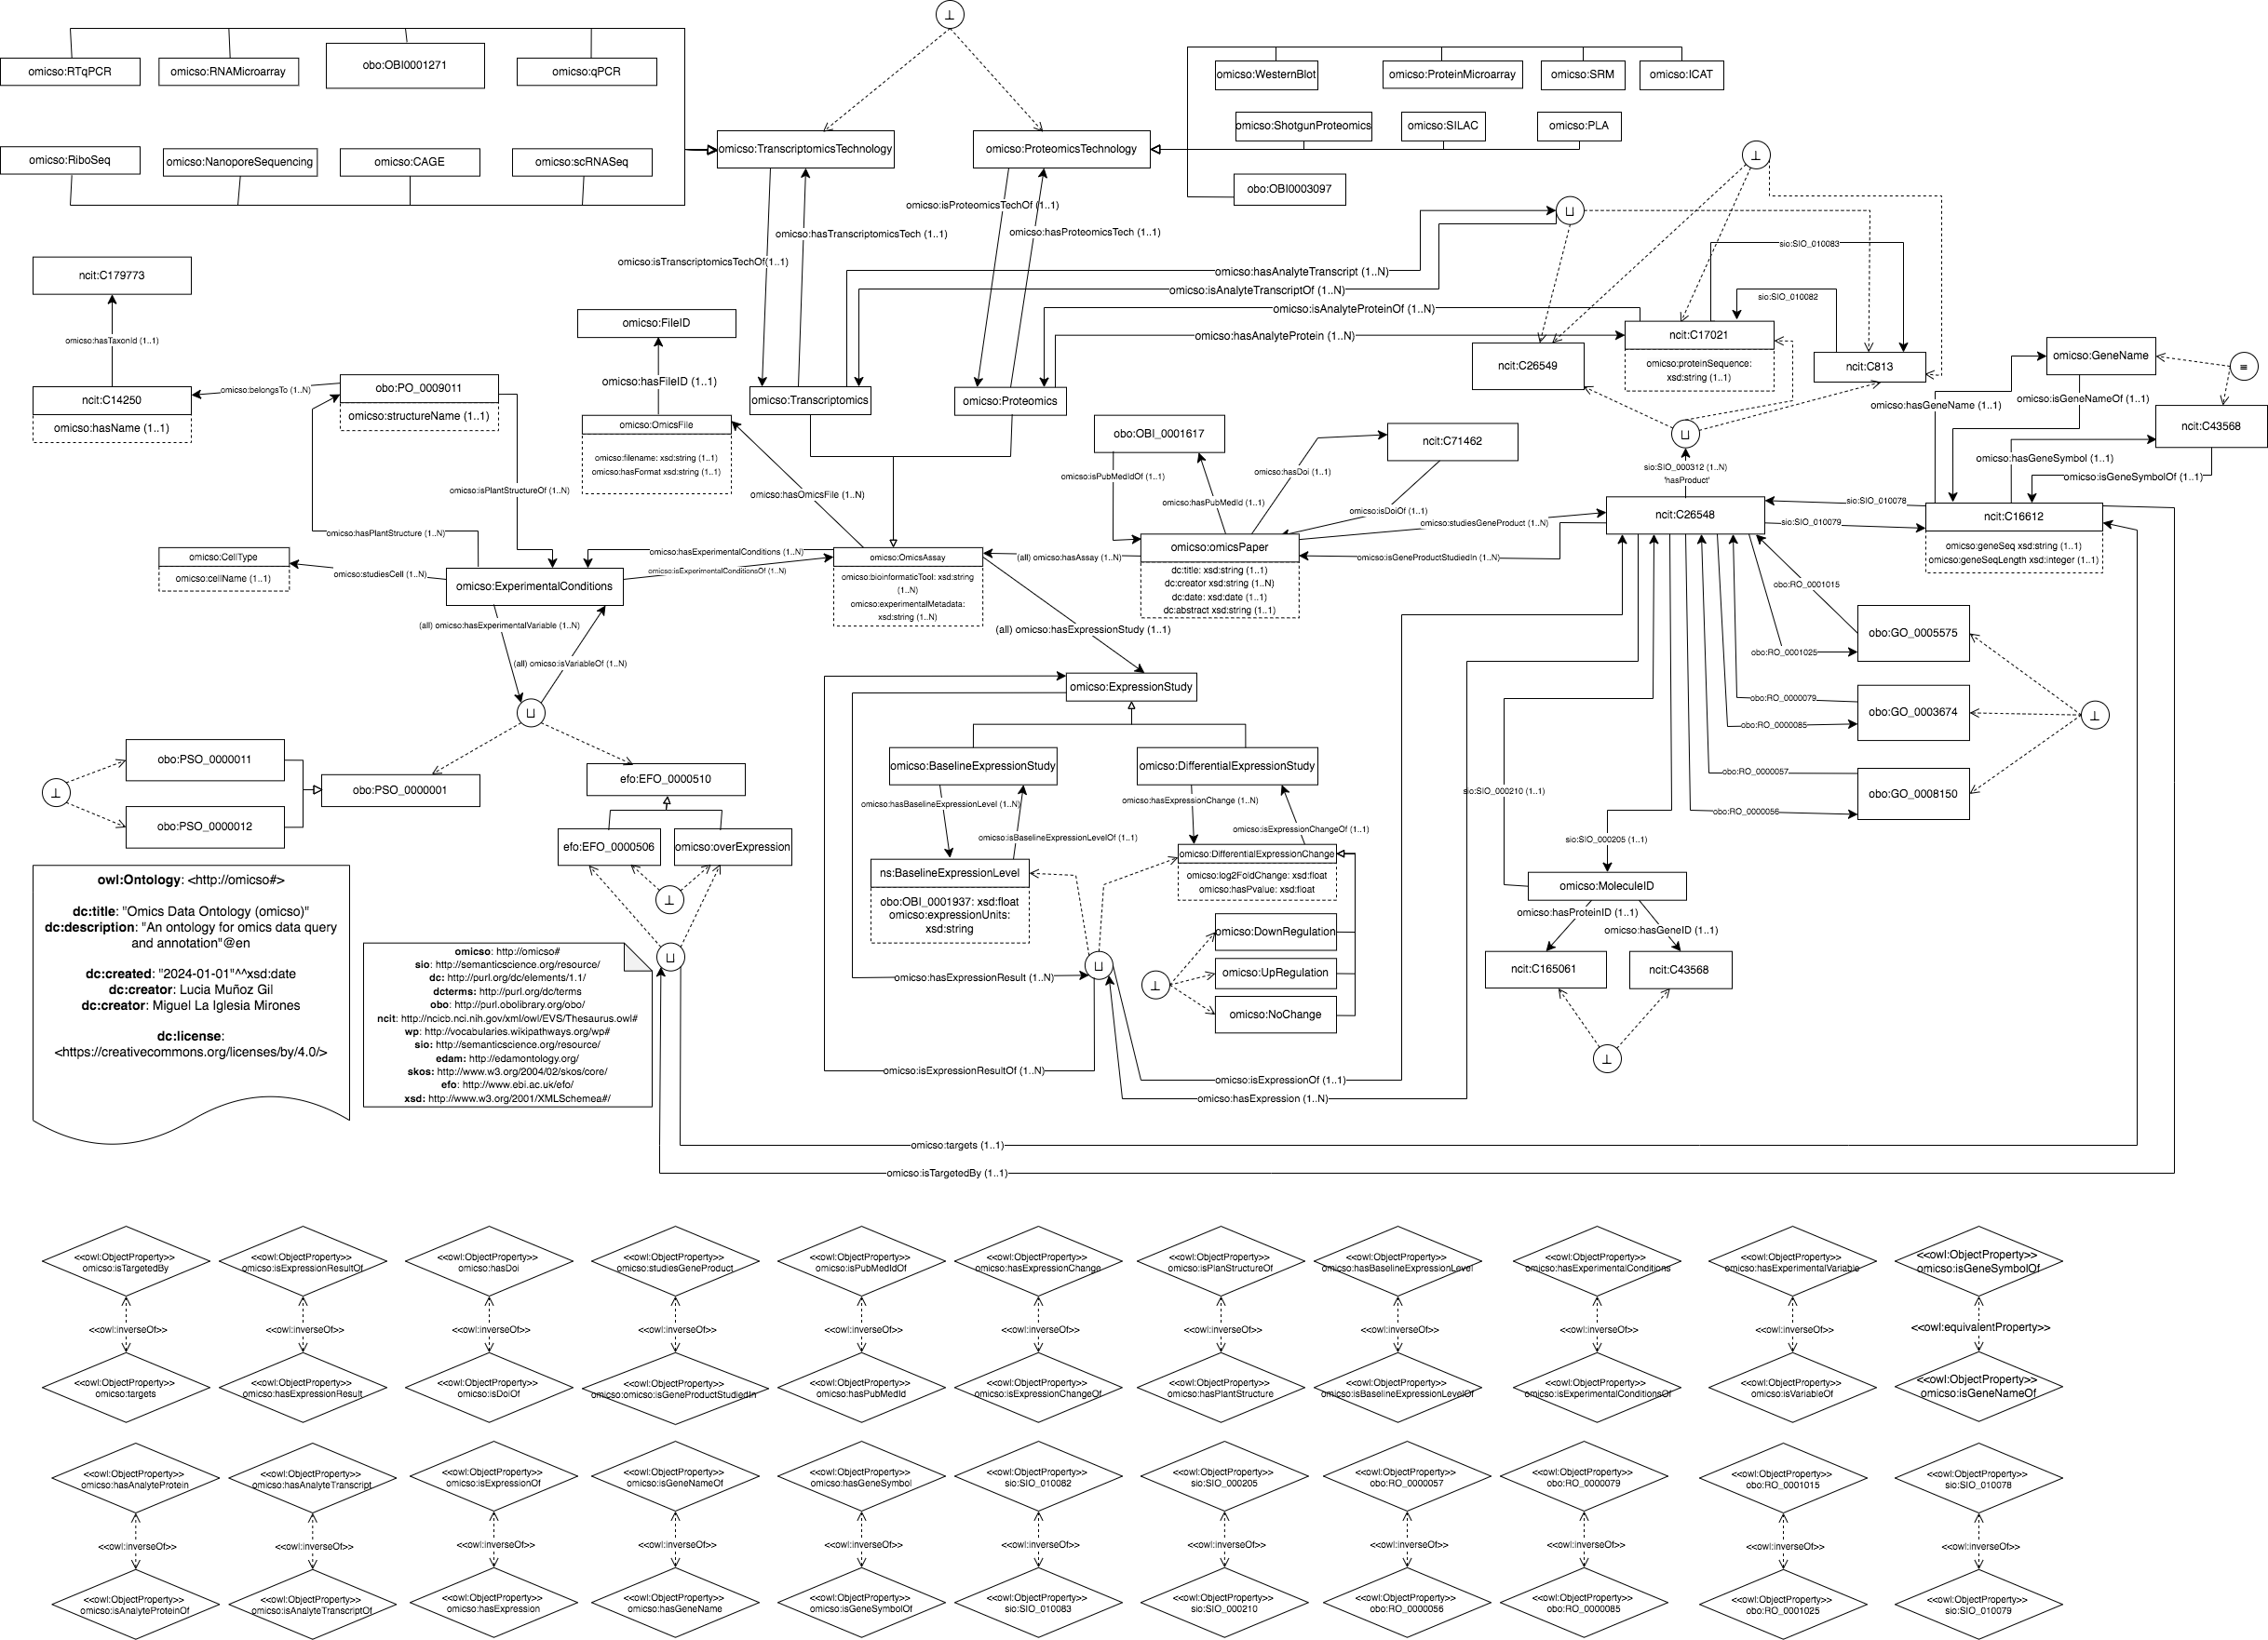 ⊥
omicso:RTqPCR
omicso:RNAMicroarray
obo:OBI0001271
omicso:qPCR
omicso:WesternBlot
omicso:ProteinMicroarray
omicso:SRM
omicso:ICAT
omicso:ShotgunProteomics
omicso:SILAC
omicso:PLA
omicso:TranscriptomicsTechnology
omicso:ProteomicsTechnology
⊥
omicso:RiboSeq
omicso:NanoporeSequencing
omicso:CAGE
omicso:scRNASeq
obo:OBI0003097
omicso:isProteomicsTechOf (1..1)
⊔
omicso:hasTranscriptomicsTech (1..1)
omicso:hasProteomicsTech (1..1)
sio:SIO_010083
omicso:isTranscriptomicsTechOf(1..1)
ncit:C179773
omicso:hasAnalyteTranscript (1..N)
omicso:isAnalyteTranscriptOf (1..N)
sio:SIO_010082
omicso:isAnalyteProteinOf (1..N)
omicso:FileID
omicso:hasAnalyteProtein (1..N)
ncit:C17021
omicso:proteinSequence:
xsd:string (1..1)
omicso:hasTaxonId (1..1)
ncit:C26549
ncit:C813
omicso:GeneName
≡
omicso:hasFileID (1..1)
obo:PO_0009011
omicso:structureName (1..1)
omicso:belongsTo (1..N)
ncit:C14250
omicso:hasName (1..1)
omicso:Transcriptomics
omicso:Proteomics
omicso:hasGeneName (1..1)
omicso:isGeneNameOf (1..1)
ncit:C43568
omicso:OmicsFile
omicso:filename: xsd:string (1..1)
omicso:hasFormat xsd:string (1..1)
obo:OBI_0001617
ncit:C71462
⊔
omicso:hasGeneSymbol (1..1)
omicso:isGeneSymbolOf (1..1)
sio:SIO_000312 (1..N)
'hasProduct'
omicso:isPubMedIdOf (1..1)
omicso:hasDoi (1..1)
omicso:isPlantStructureOf (1..N)
omicso:hasOmicsFile (1..N)
omicso:hasPubMedId (1..1)
omicso:isDoiOf (1..1)
sio:SIO_010078
ncit:C26548
ncit:C16612
omicso:geneSeq xsd:string (1..1)
omicso:geneSeqLength xsd:integer (1..1)
omicso:studiesGeneProduct (1..N)
sio:SIO_010079
omicso:hasPlantStructure (1..N)
omicso:CellType
omicso:cellName (1..1)
omicso:studiesCell (1..N)
omicso:ExperimentalConditions
omicso:hasExperimentalConditions (1..N)
omicso:isExperimentalConditionsOf (1..N)
omicso:OmicsAssay
omicso:bioinformaticTool: xsd:string
(1..N)
omicso:experimentalMetadata:
xsd:string (1..N)
(all) omicso:hasAssay (1..N)
omicso:omicsPaper
dc:title: xsd:string (1..1)
dc:creator xsd:string (1..N)
dc:date: xsd:date (1..1)
dc:abstract xsd:string (1..1)
omicso:isGeneProductStudiedIn (1..N)
obo:RO_0001015
(all) omicso:hasExperimentalVariable (1..N)
(all) omicso:hasExpressionStudy (1..1)
obo:GO_0005575
obo:RO_0001025
(all) omicso:isVariableOf (1..N)
omicso:ExpressionStudy
obo:RO_0000079
obo:GO_0003674
obo:RO_0000085
⊔
⊥
obo:PSO_0000011
omicso:BaselineExpressionStudy
omicso:DifferentialExpressionStudy
obo:RO_0000057
⊥
obo:PSO_0000001
efo:EFO_0000510
sio:SIO_000210 (1..1)
obo:GO_0008150
omicso:hasBaselineExpressionLevel (1..N)
omicso:hasExpressionChange (1..N)
obo:RO_0000056
obo:PSO_0000012
omicso:isBaselineExpressionLevelOf (1..1)
omicso:isExpressionChangeOf (1..1)
sio:SIO_000205 (1..1)
efo:EFO_0000506
omicso:overExpression
omicso:DifferentialExpressionChange
omicso:log2FoldChange: xsd:float
omicso:hasPvalue: xsd:float
ns:BaselineExpressionLevel
obo:OBI_0001937: xsd:float
omicso:expressionUnits:
xsd:string
omicso:MoleculeID
⊥
omicso:hasProteinID (1..1)
omicso:hasGeneID (1..1)
omicso:DownRegulation
omicso:UpRegulation
omicso:NoChange
⊔
⊔
⊥
ncit:C165061
ncit:C43568
⊥
omicso:hasExpressionResult (1..N)
omicso:isExpressionResultOf (1..N)
omicso:isExpressionOf (1..1)
omicso:hasExpression (1..N)
owl:Ontology: <http://omicso#>
dc:title: "Omics Data Ontology (omicso)"
dc:description: "An ontology for omics data query
and annotation"@en
dc:created: "2024-01-01"^^xsd:date
dc:creator: Lucia Muñoz Gil
dc:creator: Miguel La Iglesia Mirones
dc:license:
<https://creativecommons.org/licenses/by/4.0/>
omicso: http://omicso#
sio: http://semanticscience.org/resource/
dc: http://purl.org/dc/elements/1.1/
dcterms: http://purl.org/dc/terms
obo: http://purl.obolibrary.org/obo/
ncit: http://ncicb.nci.nih.gov/xml/owl/EVS/Thesaurus.owl#
wp: http://vocabularies.wikipathways.org/wp#
sio: http://semanticscience.org/resource/
edam: http://edamontology.org/
skos: http://www.w3.org/2004/02/skos/core/
efo: http://www.ebi.ac.uk/efo/
xsd: http://www.w3.org/2001/XMLSchemea#/
omicso:targets (1..1)
omicso:isTargetedBy (1..1)
<<owl:ObjectProperty>>
omicso:isTargetedBy
<<owl:inverseOf>>
<<owl:ObjectProperty>>
omicso:targets
<<owl:ObjectProperty>>
omicso:isExpressionResultOf
<<owl:inverseOf>>
<<owl:ObjectProperty>>
omicso:hasExpressionResult
<<owl:ObjectProperty>>
omicso:hasDoi
<<owl:inverseOf>>
<<owl:ObjectProperty>>
omicso:isDoiOf
<<owl:ObjectProperty>>
omicso:studiesGeneProduct
<<owl:inverseOf>>
<<owl:ObjectProperty>>
omicso:omicso:isGeneProductStudiedIn
<<owl:ObjectProperty>>
omicso:isPubMedIdOf
<<owl:inverseOf>>
<<owl:ObjectProperty>>
omicso:hasPubMedId
<<owl:ObjectProperty>>
omicso:hasExpressionChange
<<owl:inverseOf>>
<<owl:ObjectProperty>>
omicso:isExpressionChangeOf
<<owl:ObjectProperty>>
omicso:isPlanStructureOf
<<owl:inverseOf>>
<<owl:ObjectProperty>>
omicso:hasPlantStructure
<<owl:ObjectProperty>>
omicso:hasBaselineExpressionLevel
<<owl:inverseOf>>
<<owl:ObjectProperty>>
omicso:isBaselineExpressionLevelOf
<<owl:ObjectProperty>>
omicso:hasExperimentalConditions
<<owl:inverseOf>>
<<owl:ObjectProperty>>
omicso:isExperimentalConditionsOf
<<owl:ObjectProperty>>
omicso:hasExperimentalVariable
<<owl:inverseOf>>
<<owl:ObjectProperty>>
omicso:isVariableOf
<<owl:ObjectProperty>>
omicso:isGeneSymbolOf
<<owl:equivalentProperty>>
<<owl:ObjectProperty>>
omicso:isGeneNameOf
<<owl:ObjectProperty>>
omicso:hasAnalyteProtein
<<owl:inverseOf>>
<<owl:ObjectProperty>>
omicso:isAnalyteProteinOf
<<owl:ObjectProperty>>
omicso:hasAnalyteTranscript
<<owl:inverseOf>>
<<owl:ObjectProperty>>
omicso:isAnalyteTranscriptOf
<<owl:ObjectProperty>>
omicso:isExpressionOf
<<owl:inverseOf>>
<<owl:ObjectProperty>>
omicso:hasExpression
<<owl:ObjectProperty>>
omicso:isGeneNameOf
<<owl:inverseOf>>
<<owl:ObjectProperty>>
omicso:hasGeneName
<<owl:ObjectProperty>>
omicso:hasGeneSymbol
<<owl:inverseOf>>
<<owl:ObjectProperty>>
omicso:isGeneSymbolOf
<<owl:ObjectProperty>>
sio:SIO_010082
<<owl:inverseOf>>
<<owl:ObjectProperty>>
sio:SIO_010083
<<owl:ObjectProperty>>
sio:SIO_000205
<<owl:inverseOf>>
<<owl:ObjectProperty>>
sio:SIO_000210
<<owl:ObjectProperty>>
obo:RO_0000057
<<owl:inverseOf>>
<<owl:ObjectProperty>>
obo:RO_0000056
<<owl:ObjectProperty>>
obo:RO_0000079
<<owl:inverseOf>>
<<owl:ObjectProperty>>
obo:RO_0000085
<<owl:ObjectProperty>>
obo:RO_0001015
<<owl:inverseOf>>
<<owl:ObjectProperty>>
obo:RO_0001025
<<owl:ObjectProperty>>
sio:SIO_010078
<<owl:inverseOf>>
<<owl:ObjectProperty>>
sio:SIO_010079